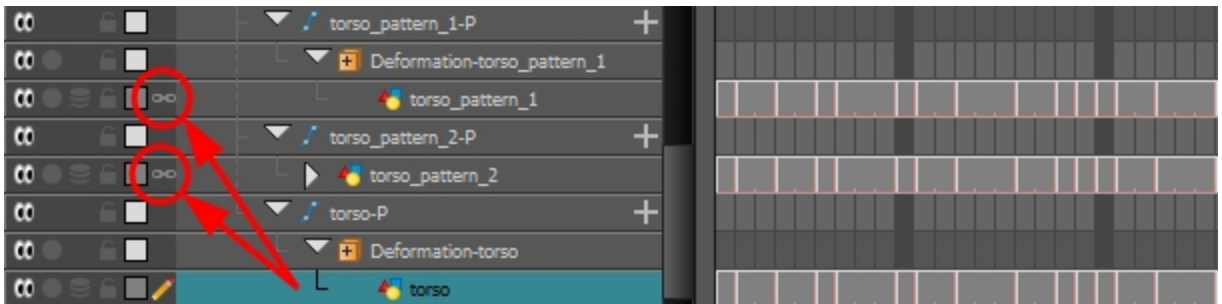 torso_pattern_1-P
Deformation-torso_pattern_1
torso_pattern_1
torso_pattern_2-P
torso_pattern_2
torso-P
Deformation-torso
torso